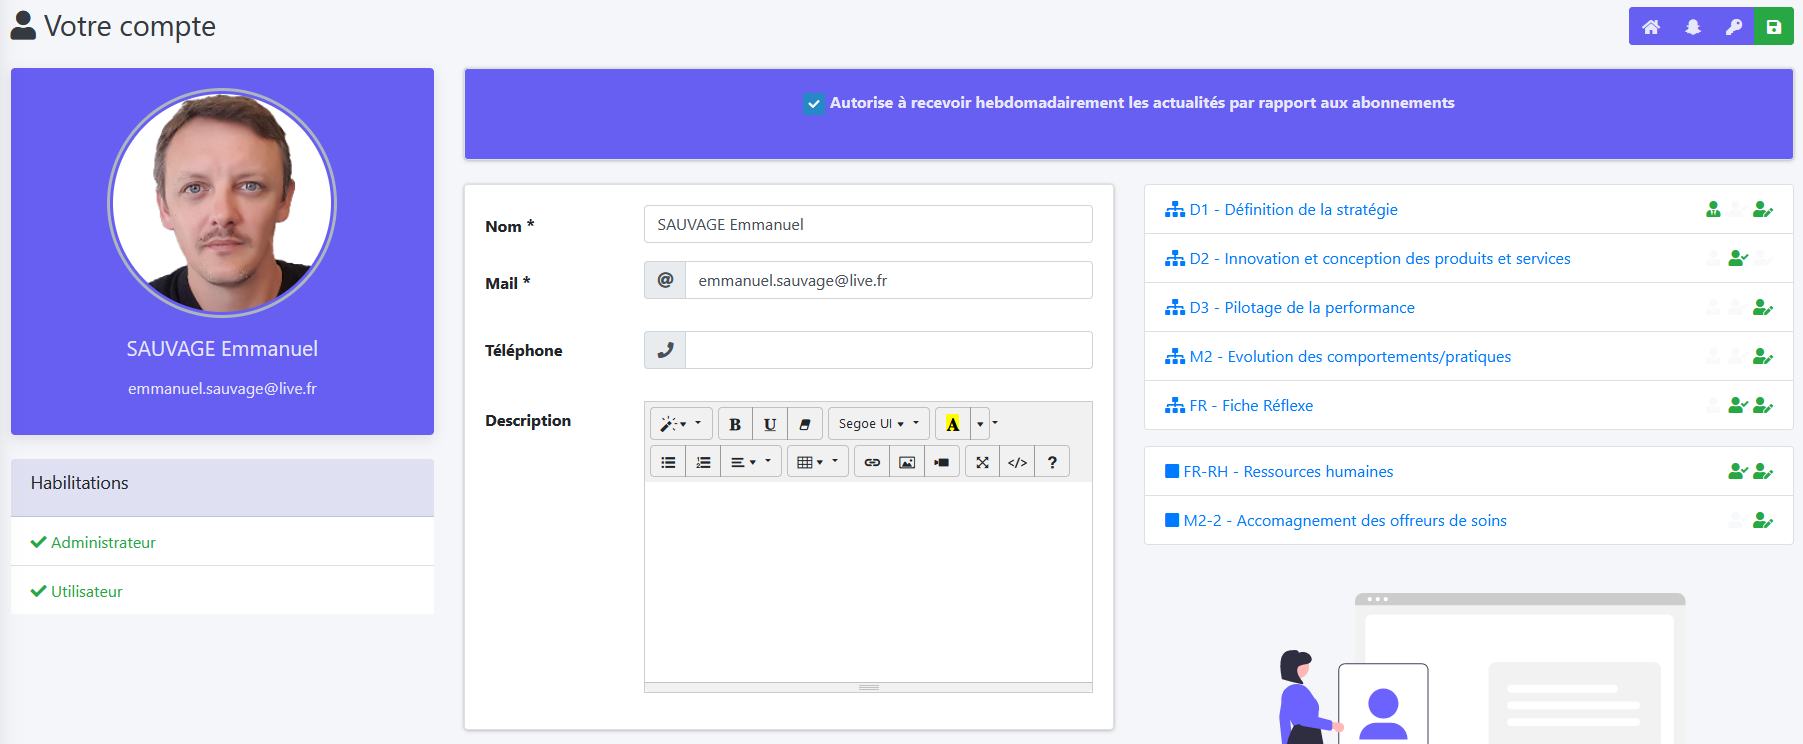 Votre compte
Autorise à recevoir hebdomadairement les actualités par rapport aux abonnements
SAUVAGE Emmanuel
emmanuel.sauvage@live.fr
Habilitations
Administrateur
Utilisateur
Nom *
SAUVAGE Emmanuel
Mail *
@
emmanuel.sauvage@live.fr
Téléphone
Description
B U Segoe UI A
</> ?
D1 - Définition de la stratégie
D2 - Innovation et conception des produits et services
D3 - Pilotage de la performance
M2 - Evolution des comportements/pratiques
FR - Fiche Réflexe
FR-RH - Ressources humaines
M2-2 - Accomagnement des offreurs de soins